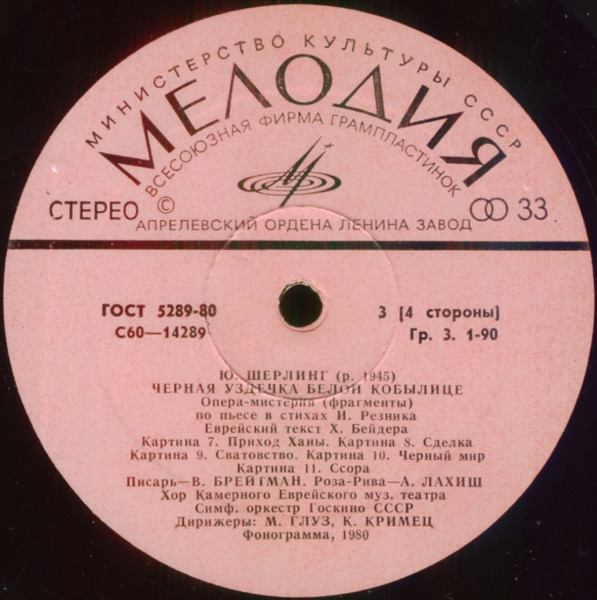 МИНИСТЕРСТВО КУЛЬТУРЫ СССР
МЕЛОДИЯ
ВСЕСОЮЗНАЯ ФИРМА ГРАМПЛАСТИНОК
СТЕРЕО © 33
АПРЕЛЕВСКИЙ ОРДЕНА ЛЕНИНА ЗАВОД
ГОСТ 5289-80 3 [4 стороны]
С60—14289 Гр. 3. 1-90
Ю. ШЕРЛИНГ (р. 1945)
ЧЕРНАЯ УЗДЕЧКА БЕЛОЙ КОБЫЛИЦЕ
Опера-мистерия (фрагменты)
по пьесе в стихах И. Резника
Еврейский текст Х. Бейдера
Картина 7. Приход Ханы. Картина 8. Сделка
Картина 9. Сватовство. Картина 10. Черный мир
Картина 11. Ссора
Писарь—В. БРЕЙТМАН. Роза-Рива—А. ЛАХИШ
Хор Камерного Еврейского муз. театра
Симф. оркестр Госкино СССР
Дирижеры: М. ГЛУЗ, К. КРИМЕЦ
Фонограмма, 1980